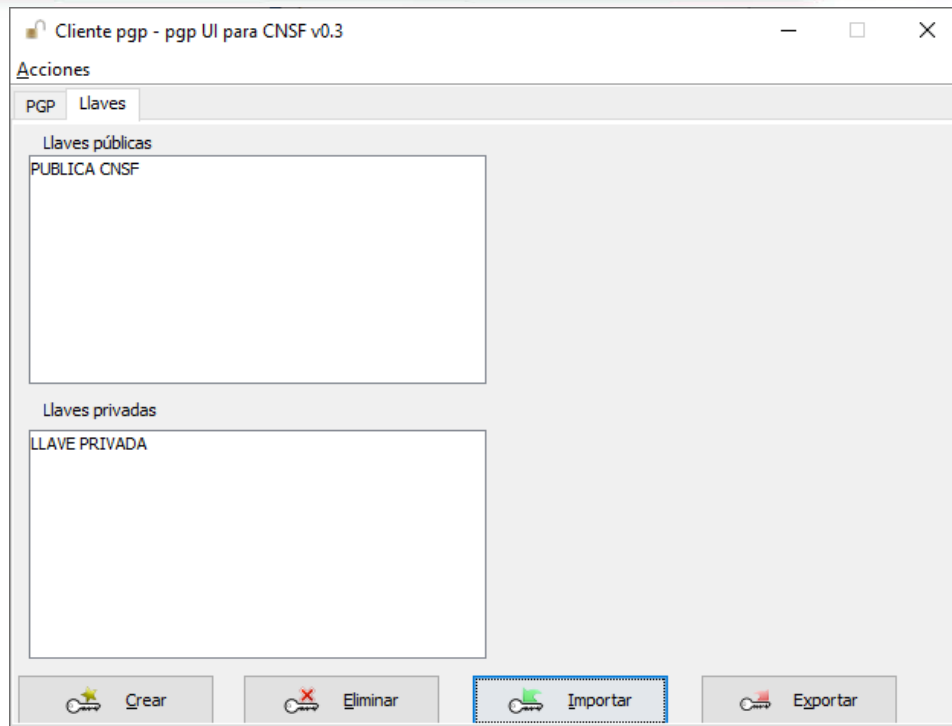 Cliente pgp - pgp UI para CNSF v0.3
Acciones
PGP Llaves
Llaves públicas
PUBLICA CNSF
Llaves privadas
LLAVE PRIVADA
Crear Eliminar Importar Exportar